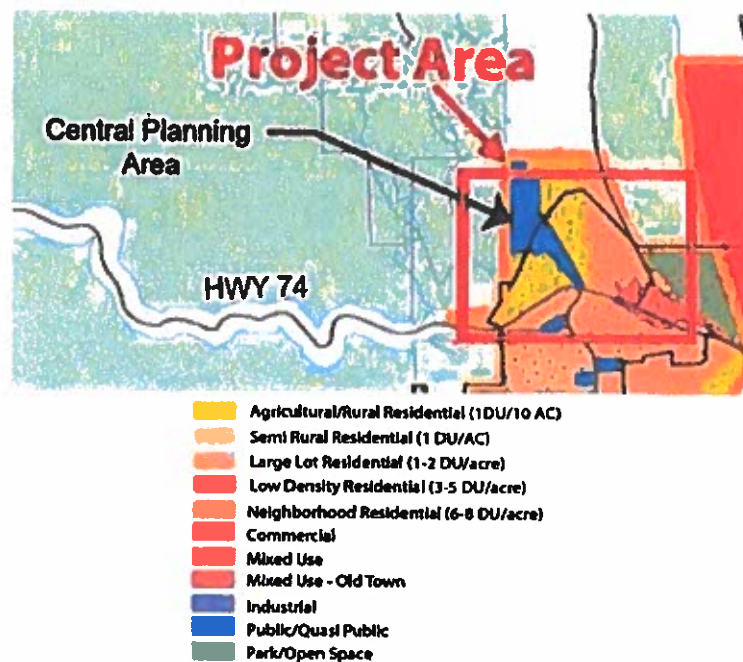 Project Area
Central Planning
Area
HWY 74
Agricultural/Rural Residential (1DU/10 AC)
Semi Rural Residential (1 DU/AC)
Large Lot Residential (1-2 DU/acre)
Low Density Residential (3-5 DU/acre)
Neighborhood Residential (6-8 DU/acre)
Commercial
Mixed Use
Mixed Use - Old Town
Industrial
Public/Quasi Public
Park/Open Space